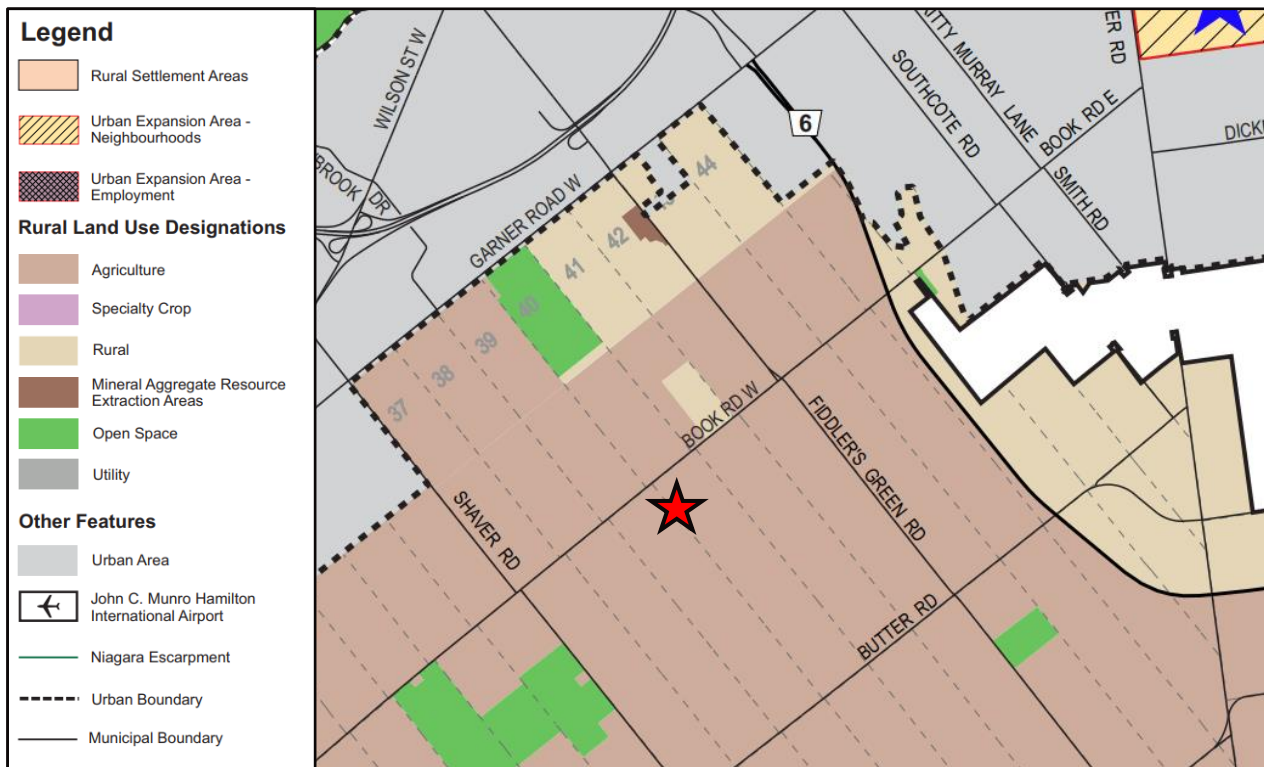 Legend
Rural Settlement Areas
Urban Expansion Area -
Neighbourhoods
Urban Expansion Area -
Employment
Rural Land Use Designations
Agriculture
Specialty Crop
Rural
Mineral Aggregate Resource
Extraction Areas
Open Space
Utility
Other Features
Urban Area
John C. Munro Hamilton
International Airport
Niagara Escarpment
Urban Boundary
Municipal Boundary
WILSON ST W
BROOK DR
GARNER ROAD W
6
SOUTHCOTE RD
ITTY MURRAY LANE
ER RD
BOOK RD E
DICKE
SMITH RD
44
42
41
40
39
38
37
BOOK RD W
FIDDLER'S GREEN RD
SHAVER RD
BUTTER RD